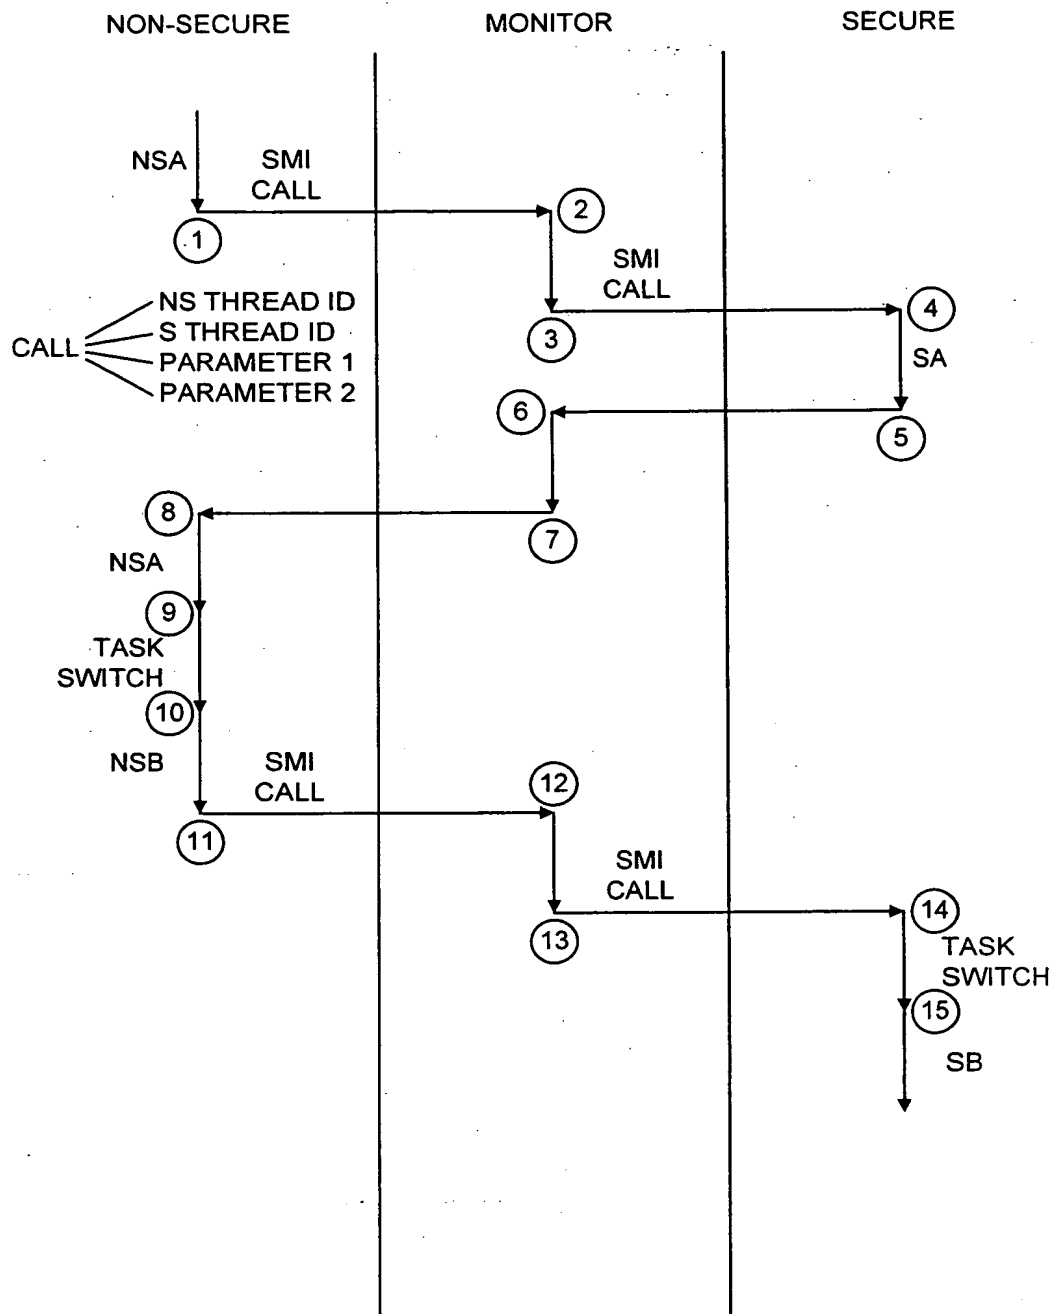 NON-SECURE
MONITOR
SECURE
NSA
SMI
CALL
1
2
NS THREAD ID
S THREAD ID
CALL
PARAMETER 1
PARAMETER 2
SMI
CALL
3
4
SA
5
6
7
8
NSA
9
TASK
SWITCH
10
NSB
SMI
CALL
11
12
SMI
CALL
13
14
TASK
SWITCH
15
SB